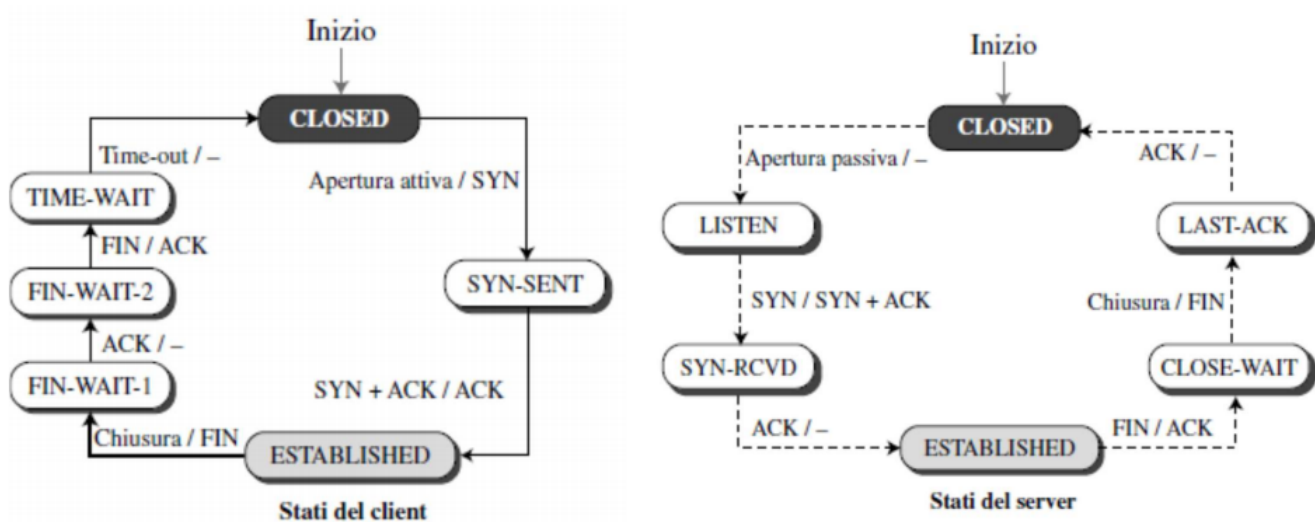 Inizio
CLOSED
Time-out / –
Apertura attiva / SYN
TIME-WAIT
FIN / ACK
SYN-SENT
FIN-WAIT-2
ACK / –
FIN-WAIT-1
SYN + ACK / ACK
Chiusura / FIN
ESTABLISHED
Stati del client
Inizio
CLOSED
Apertura passiva / –
ACK / –
LISTEN
LAST-ACK
SYN / SYN + ACK
Chiusura / FIN
SYN-RCVD
CLOSE-WAIT
ACK / –
FIN / ACK
ESTABLISHED
Stati del server